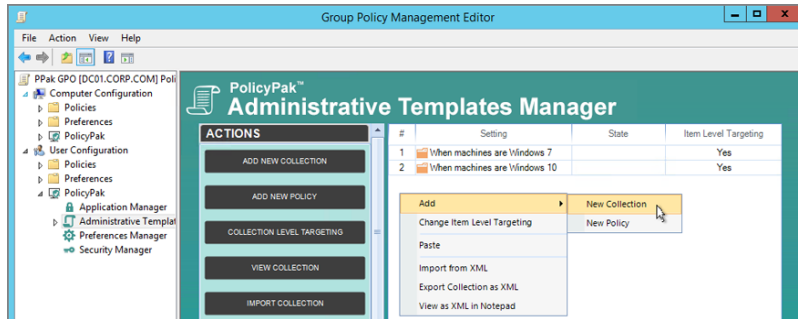 Group Policy Management Editor
x
File Action View Help
PPak GPO [DC01.CORP.COM] Poli
Computer Configuration
Policies
Preferences
PolicyPak
User Configuration
Policies
Preferences
PolicyPak
Application Manager
Administrative Templat
Preferences Manager
Security Manager
PolicyPak™
Administrative Templates Manager
ACTIONS
ADD NEW COLLECTION
ADD NEW POLICY
COLLECTION LEVEL TARGETING
VIEW COLLECTION
IMPORT COLLECTION
# Setting State Item Level Targeting
1 When machines are Windows 7 Yes
2 When machines are Windows 10 Yes
Add
Change Item Level Targeting
Paste
Import from XML
Export Collection as XML
View as XML in Notepad
New Collection
New Policy